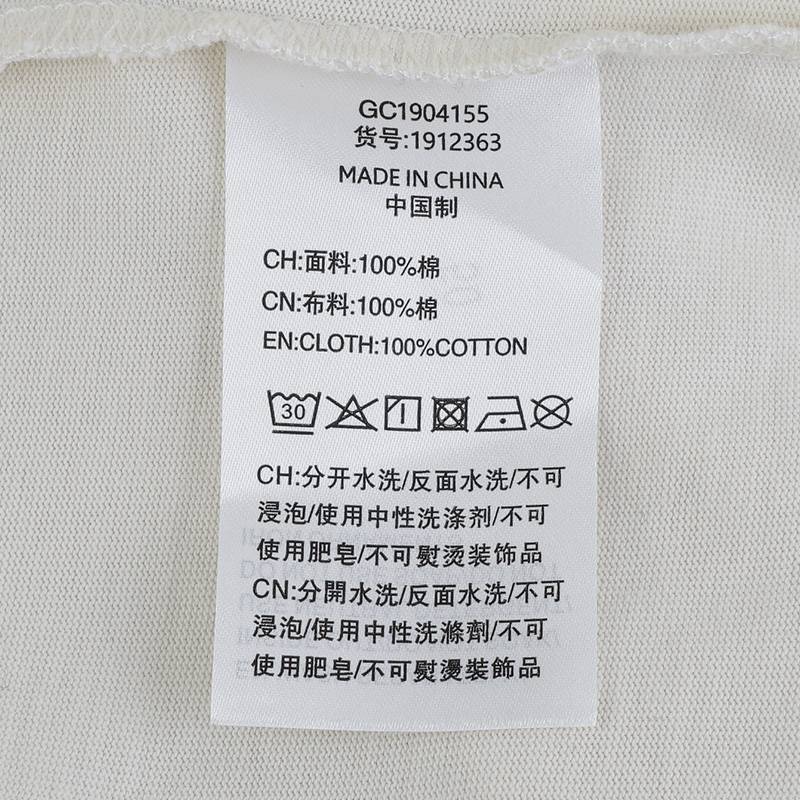 GC1904155
货号:1912363
MADE IN CHINA
中国制
CH:面料:100%棉
CN:布料:100%棉
EN:CLOTH:100%COTTON
30
CH:分开水洗/反面水洗/不可
浸泡/使用中性洗涤剂/不可
使用肥皂/不可熨烫装饰品
CN:分開水洗/反面水洗/不可
浸泡/使用中性洗滌劑/不可
使用肥皂/不可熨燙裝飾品